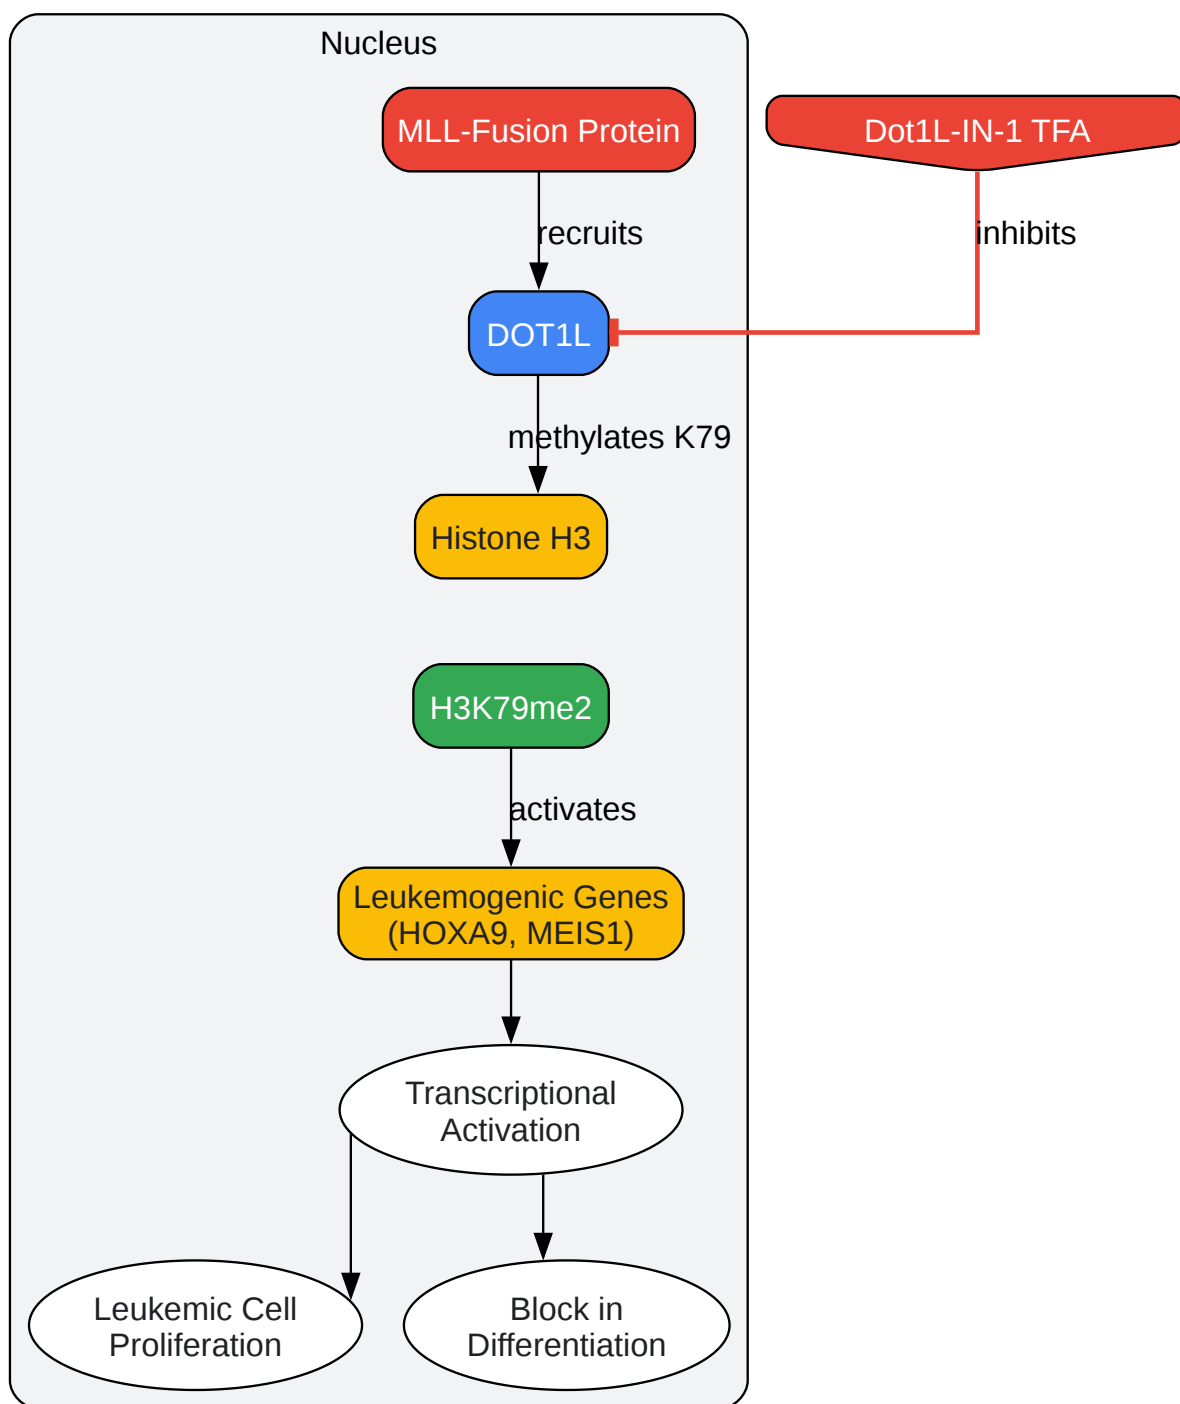 Nucleus
MLL-Fusion Protein
Dot1L-IN-1 TFA
recruits
inhibits
DOT1L
methylates K79
Histone H3
H3K79me2
activates
Leukemogenic Genes
(HOXA9, MEIS1)
Transcriptional
Activation
Leukemic Cell
Proliferation
Block in
Differentiation